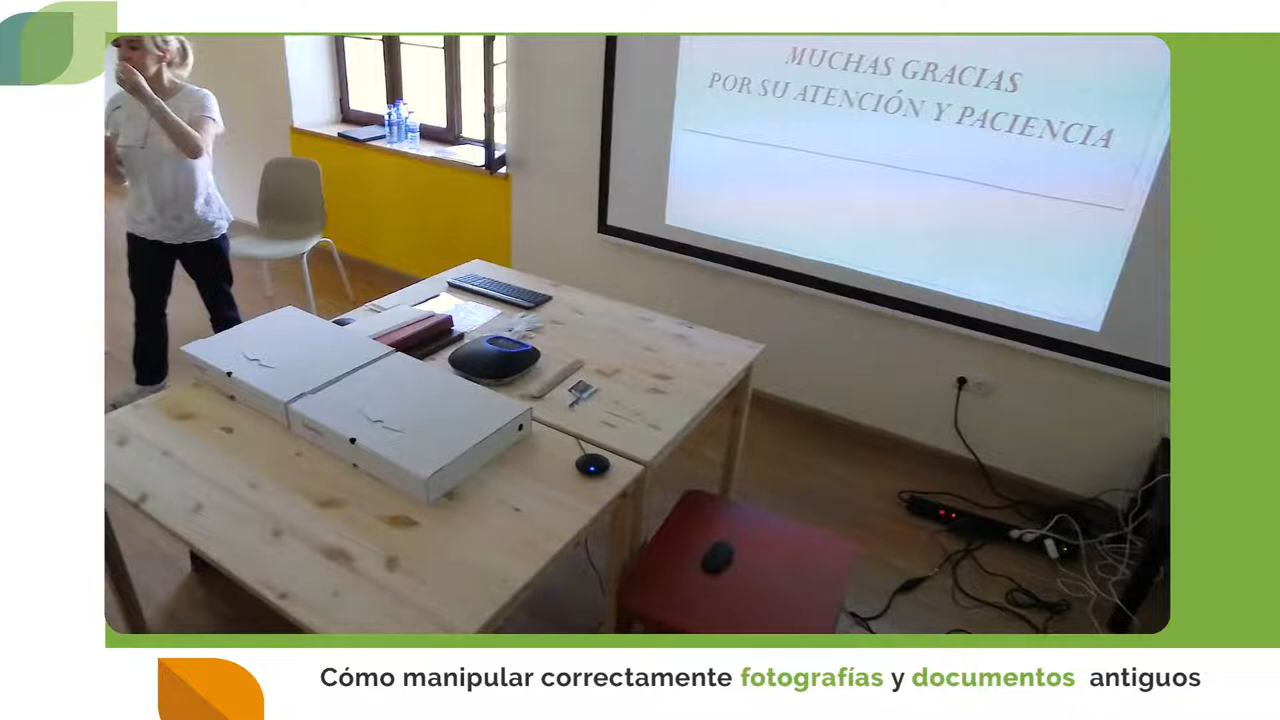 MUCHAS GRACIAS
POR SU ATENCIÓN Y PACIENCIA
Cómo manipular correctamente fotografías y documentos antiguos